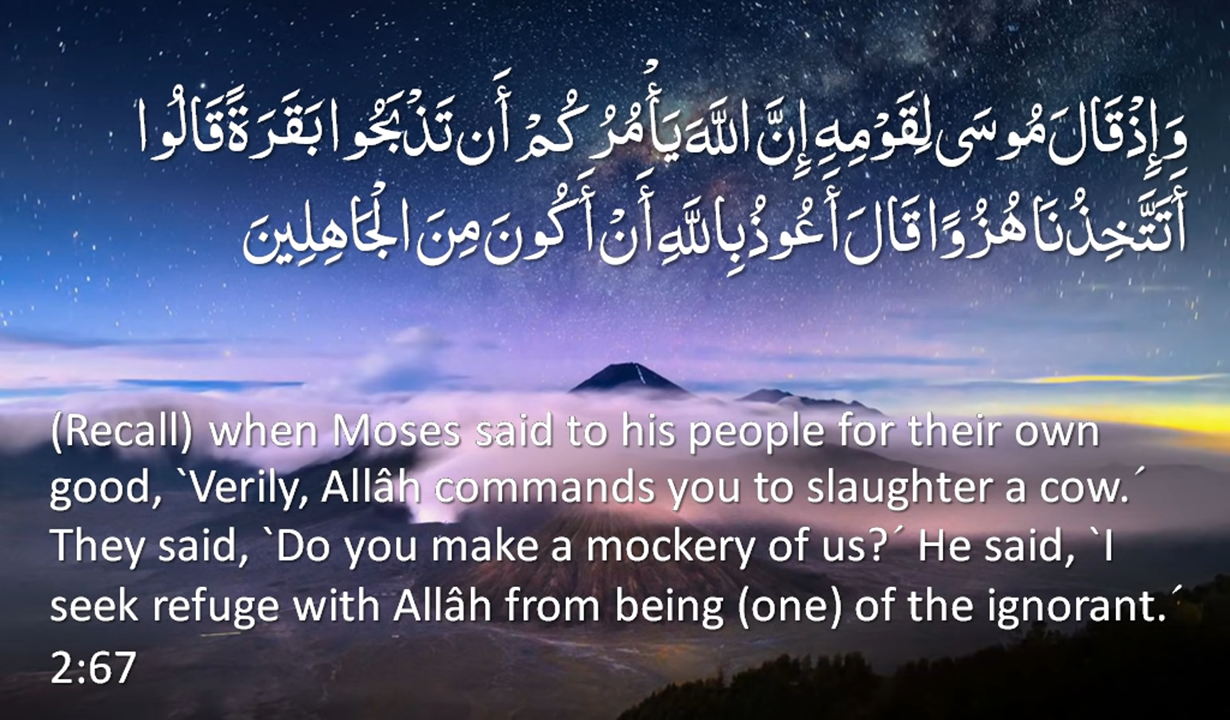 وَإِذْ قَالَ مُوسَى لِقَوْمِهِ إِنَّ اللَّهَ يَأْمُرُكُمْ أَن تَذْبَحُوا بَقَرَةً قَالُوا
أَتَتَّخِذُنَا هُزُوًا قَالَ أَعُوذُ بِاللَّهِ أَنْ أَكُونَ مِنَ الْجَاهِلِينَ
(Recall) when Moses said to his people for their own
good, `Verily, Allâh commands you to slaughter a cow.´
They said, `Do you make a mockery of us?´ He said, `I
seek refuge with Allâh from being (one) of the ignorant.´
2:67